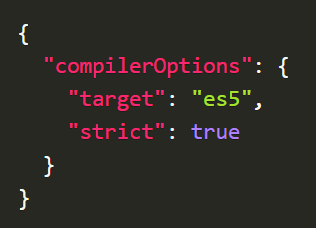 {
  "compilerOptions": {
    "target": "es5",
    "strict": true
  }
}